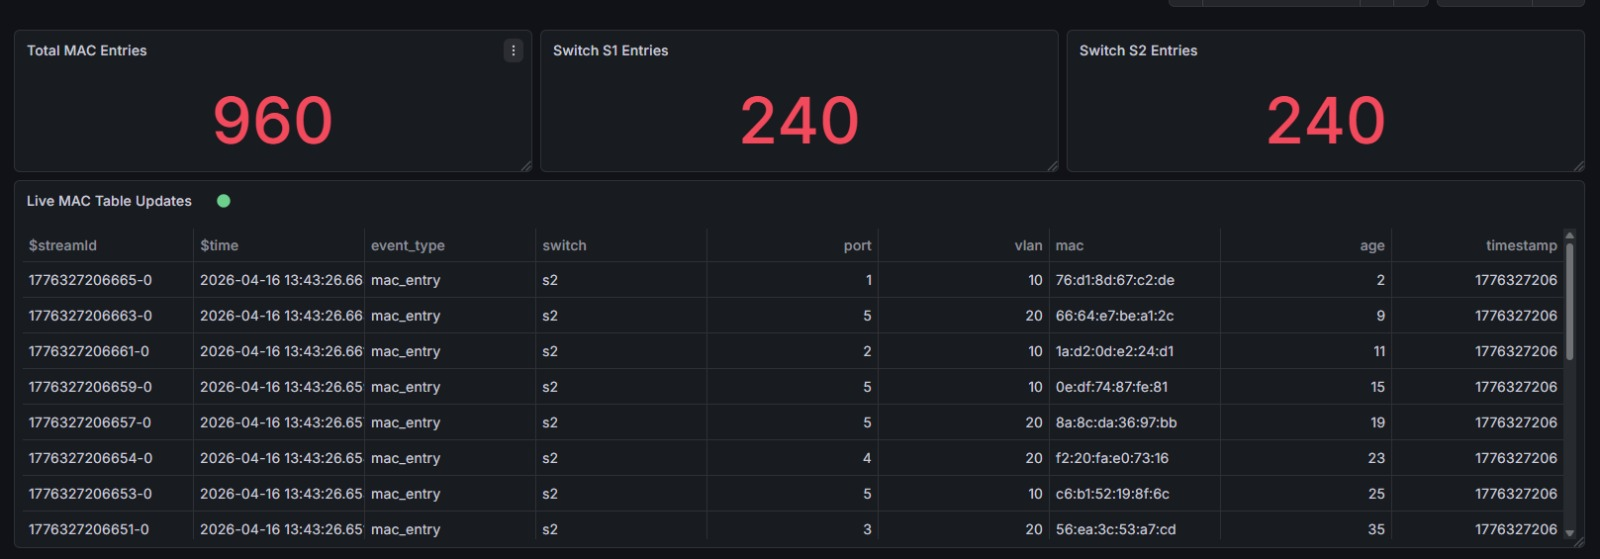 Total MAC Entries
Switch S1 Entries
Switch S2 Entries
960
240
240
Live MAC Table Updates
$streamId $time event_type switch port vlan mac age timestamp
1776327206665-0 2026-04-16 13:43:26.66 mac_entry s2 1 10 76:d1:8d:67:c2:de 2 1776327206
1776327206663-0 2026-04-16 13:43:26.66 mac_entry s2 5 20 66:64:e7:be:a1:2c 9 1776327206
1776327206661-0 2026-04-16 13:43:26.66 mac_entry s2 2 10 1a:d2:0d:e2:24:d1 11 1776327206
1776327206659-0 2026-04-16 13:43:26.65 mac_entry s2 5 10 0e:df:74:87:fe:81 15 1776327206
1776327206657-0 2026-04-16 13:43:26.65 mac_entry s2 5 20 8a:8c:da:36:97:bb 19 1776327206
1776327206654-0 2026-04-16 13:43:26.65 mac_entry s2 4 20 f2:20:fa:e0:73:16 23 1776327206
1776327206653-0 2026-04-16 13:43:26.65 mac_entry s2 5 10 c6:b1:52:19:8f:6c 25 1776327206
1776327206651-0 2026-04-16 13:43:26.65 mac_entry s2 3 20 56:ea:3c:53:a7:cd 35 1776327206